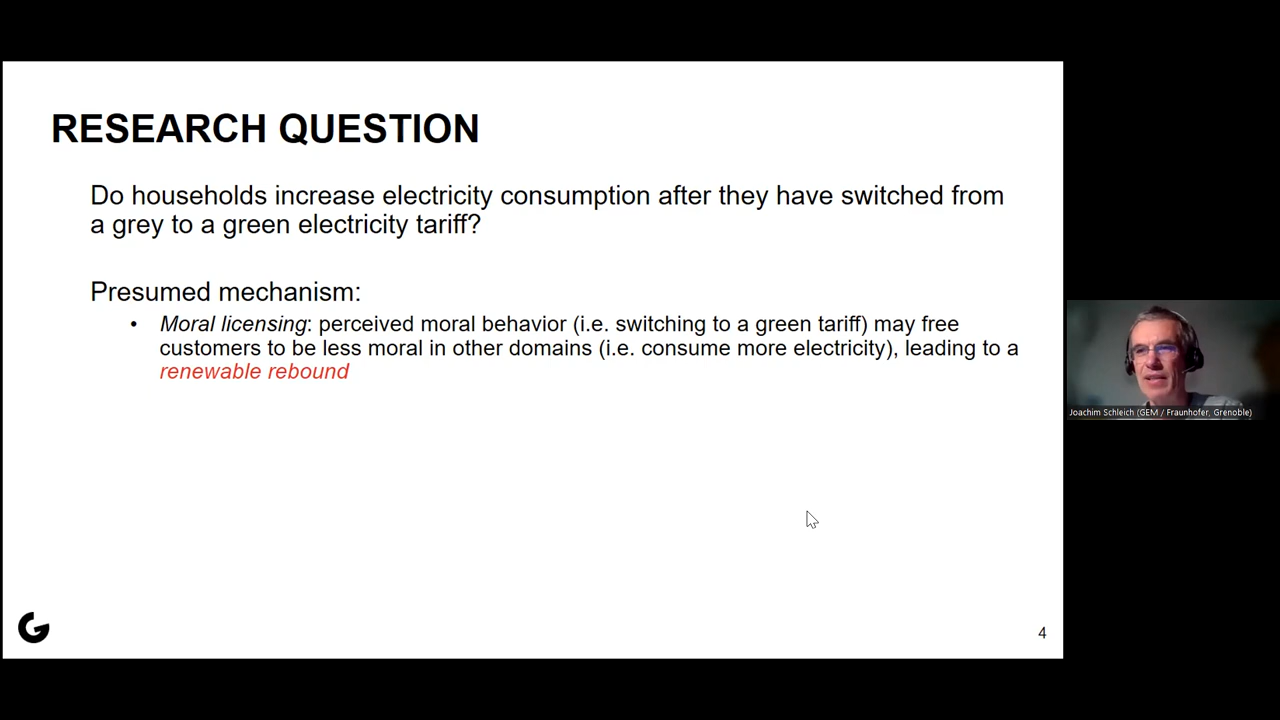 RESEARCH QUESTION
Do households increase electricity consumption after they have switched from
a grey to a green electricity tariff?
Presumed mechanism:
• Moral licensing: perceived moral behavior (i.e. switching to a green tariff) may free
customers to be less moral in other domains (i.e. consume more electricity), leading to a
renewable rebound
Joachim Schleich (GEM / Fraunhofer, Grenoble)
4